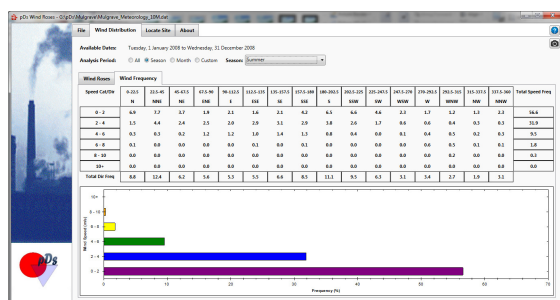 pDs Wind Roses - G:\pDs\Mulgrave\Mulgrave_Meteorology_10M.Dat
File Wind Distribution Locate Site About
Available Dates: Tuesday, 1 January 2008 to Wednesday, 31 December 2008
Analysis Period: All Season Month Custom Seasons Summer
Wind Roses Wind Frequency
Speed Cat/Dir 0-22.5 22.5-45 45-67.5 67.5-90 90-112.5 112.5-135 135-157.5 157.5-180 180-202.5 202.5-225 225-247.5 247.5-270 270-292.5 292.5-315 315-337.5 337.5-360 Total Speed Freq
N NNE NE ENE E ESE SE SSE S SSW SW WSW W WNW NW NNW
0 - 2 6.9 7.7 3.7 1.9 2.1 1.6 2.1 4.2 6.5 6.6 4.6 2.3 1.7 1.2 1.3 2.3 56.6
2 - 4 1.5 4.4 2.4 2.5 2.0 2.9 3.1 2.9 3.8 2.6 1.7 0.6 0.6 0.4 0.3 0.3 31.9
4 - 6 0.3 0.3 0.2 1.2 1.2 1.0 1.4 1.3 0.8 0.4 0.0 0.1 0.4 0.5 0.2 0.3 9.5
6 - 8 0.1 0.0 0.0 0.0 0.0 0.1 0.0 0.1 0.0 0.0 0.0 0.0 0.6 0.5 0.1 0.1 1.8
8 - 10 0.0 0.0 0.0 0.0 0.0 0.0 0.0 0.0 0.0 0.0 0.0 0.0 0.0 0.2 0.0 0.0 0.3
10+ 0.0 0.0 0.0 0.0 0.0 0.0 0.0 0.0 0.0 0.0 0.0 0.0 0.0 0.0 0.0 0.0 0.0
Total Dir Freq 8.8 12.4 6.2 5.6 5.3 5.5 6.6 8.5 11.1 9.5 6.3 3.1 3.4 2.7 1.9 3.1
10+
8 - 10
6 - 8
4 - 6
2 - 4
0 - 2
Wind Speed (m/s)
0 10 20 30 40 50 60 70
Frequency (%)
pDs